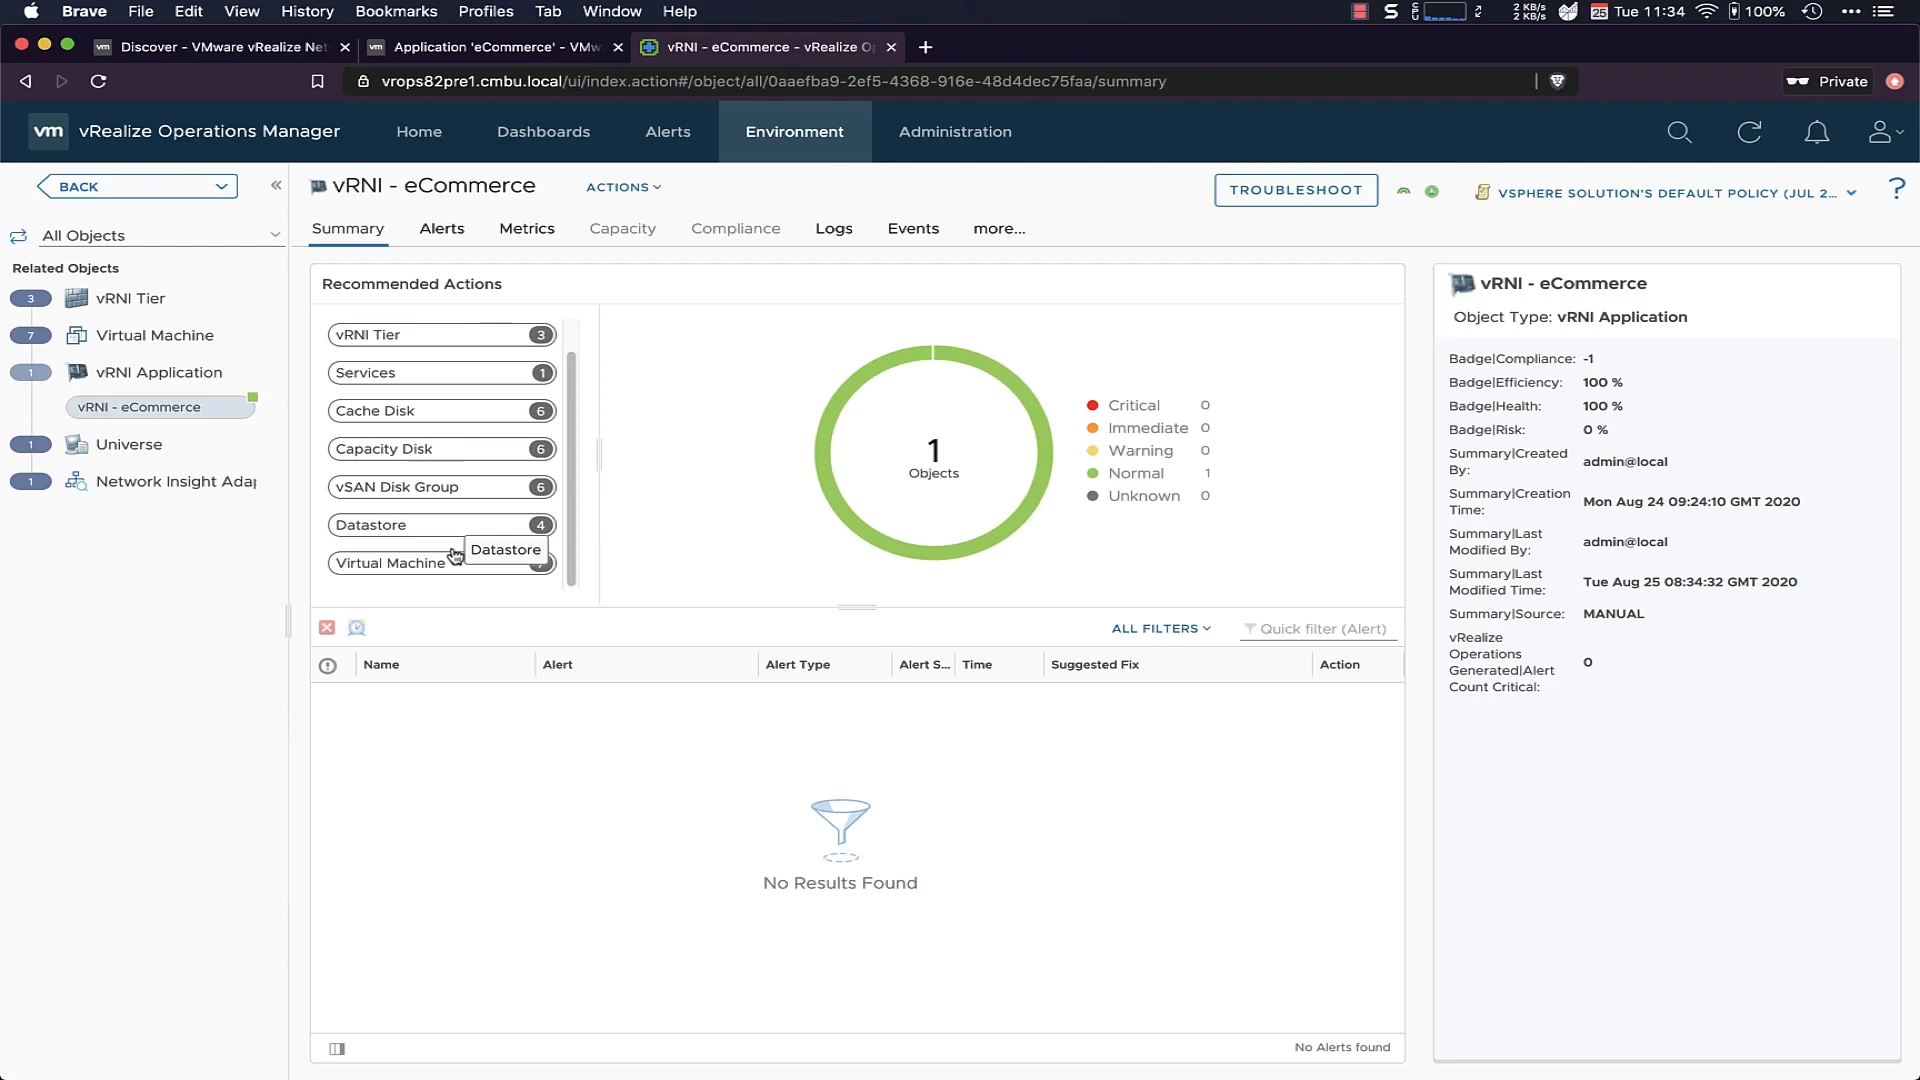 Brave File Edit View History Bookmarks Profiles Tab Window Help
2 KB/s
2 KB/s
25 Tue 11:34 100%
vm Discover - VMware vRealize Net
vm Application 'eCommerce' - VMw
vRNI - eCommerce - vRealize O
vrops82pre1.cmbu.local/ui/index.action#/object/all/0aaefba9-2ef5-4368-916e-48d4dec75faa/summary
Private
vm vRealize Operations Manager Home Dashboards Alerts Environment Administration
BACK
vRNI - eCommerce
ACTIONS
TROUBLESHOOT
VSPHERE SOLUTION'S DEFAULT POLICY (JUL 2...
?
Summary Alerts Metrics Capacity Compliance Logs Events more...
All Objects
Related Objects
3 vRNI Tier
7 Virtual Machine
1 vRNI Application
vRNI - eCommerce
1 Universe
1 Network Insight Adap
Recommended Actions
vRNI Tier 3
Services 1
Cache Disk 6
Capacity Disk 6
vSAN Disk Group 6
Datastore 4
Datastore
Virtual Machine
1
Objects
Critical 0
Immediate 0
Warning 0
Normal 1
Unknown 0
ALL FILTERS
Quick filter (Alert)
Name Alert Alert Type Alert S... Time Suggested Fix Action
No Results Found
No Alerts found
vRNI - eCommerce
Object Type: vRNI Application
Badge|Compliance: -1
Badge|Efficiency: 100 %
Badge|Health: 100 %
Badge|Risk: 0 %
Summary|Created
By: admin@local
Summary|Creation
Time: Mon Aug 24 09:24:10 GMT 2020
Summary|Last
Modified By: admin@local
Summary|Last
Modified Time: Tue Aug 25 08:34:32 GMT 2020
Summary|Source: MANUAL
vRealize
Operations
Generated|Alert
Count Critical: 0